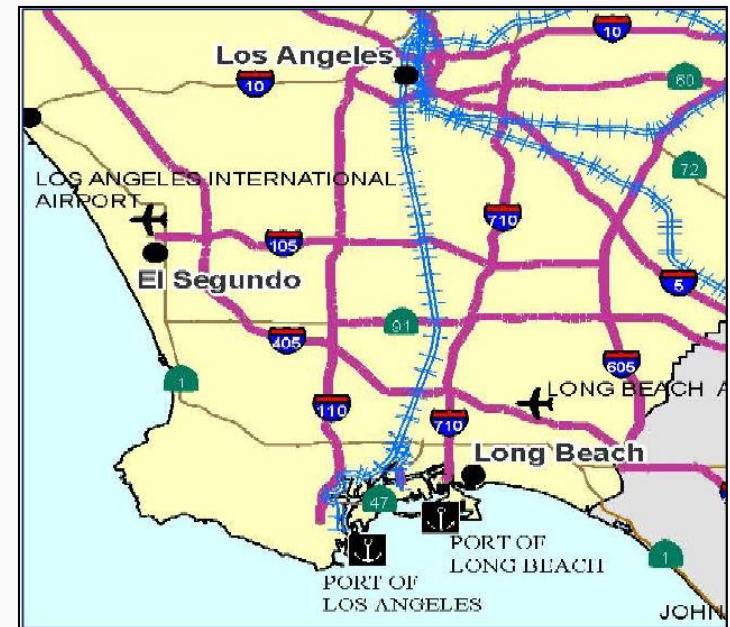 10
Los Angeles
10
60
LOS ANGELES INTERNATIONAL
AIRPORT
72
710
105
El Segundo
5
91
405
605
1
LONG BEACH A
110
710
Long Beach
47
PORT OF
LONG BEACH
1
PORT OF
LOS ANGELES
JOHN